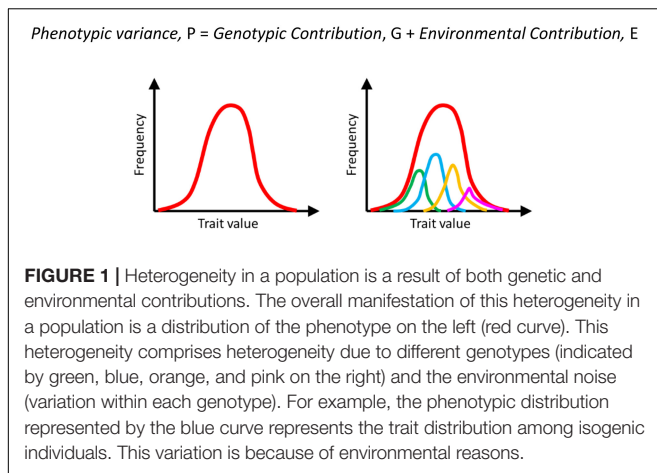 Phenotypic variance, P = Genotypic Contribution, G + Environmental Contribution, E
Frequency
Trait value
Frequency
Trait value
FIGURE 1 | Heterogeneity in a population is a result of both genetic and
environmental contributions. The overall manifestation of this heterogeneity in
a population is a distribution of the phenotype on the left (red curve). This
heterogeneity comprises heterogeneity due to different genotypes (indicated
by green, blue, orange, and pink on the right) and the environmental noise
(variation within each genotype). For example, the phenotypic distribution
represented by the blue curve represents the trait distribution among isogenic
individuals. This variation is because of environmental reasons.